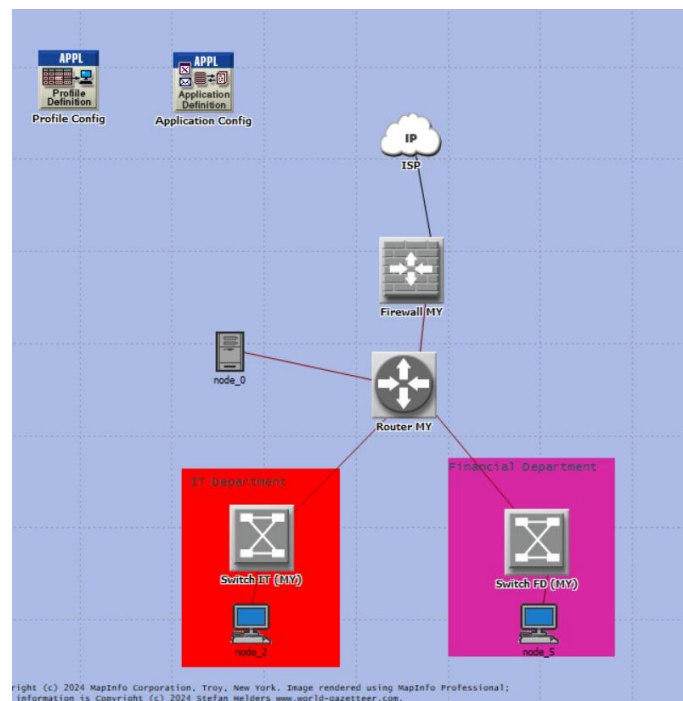 APPL
Profile
Definition
Profile Config
APPL
Application
Definition
Application Config
IP
ISP
Firewall MY
node_0
Router MY
IT Department
Financial Department
Switch IT (MY)
Switch FD (MY)
node_2
node_5
right (c) 2024 MapInfo Corporation, Troy, New York. Image rendered using MapInfo Professional;
information is Copyright (c) 2024 Stefan Helders www.world-gazetteer.com.